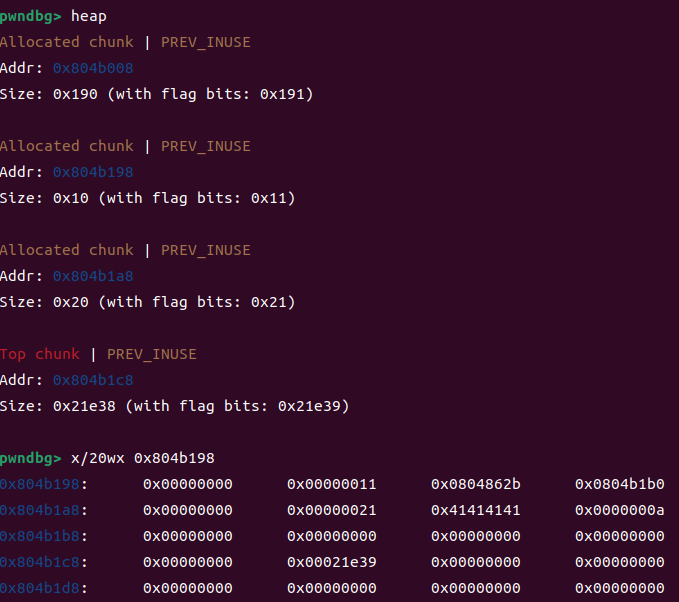 pwndbg> heap
Allocated chunk | PREV_INUSE
Addr: 0x804b008
Size: 0x190 (with flag bits: 0x191)
Allocated chunk | PREV_INUSE
Addr: 0x804b198
Size: 0x10 (with flag bits: 0x11)
Allocated chunk | PREV_INUSE
Addr: 0x804b1a8
Size: 0x20 (with flag bits: 0x21)
Top chunk | PREV_INUSE
Addr: 0x804b1c8
Size: 0x21e38 (with flag bits: 0x21e39)
pwndbg> x/20wx 0x804b198
0x804b198: 0x00000000 0x00000011 0x0804862b 0x0804b1b0
0x804b1a8: 0x00000000 0x00000021 0x41414141 0x0000000a
0x804b1b8: 0x00000000 0x00000000 0x00000000 0x00000000
0x804b1c8: 0x00000000 0x00021e39 0x00000000 0x00000000
0x804b1d8: 0x00000000 0x00000000 0x00000000 0x00000000